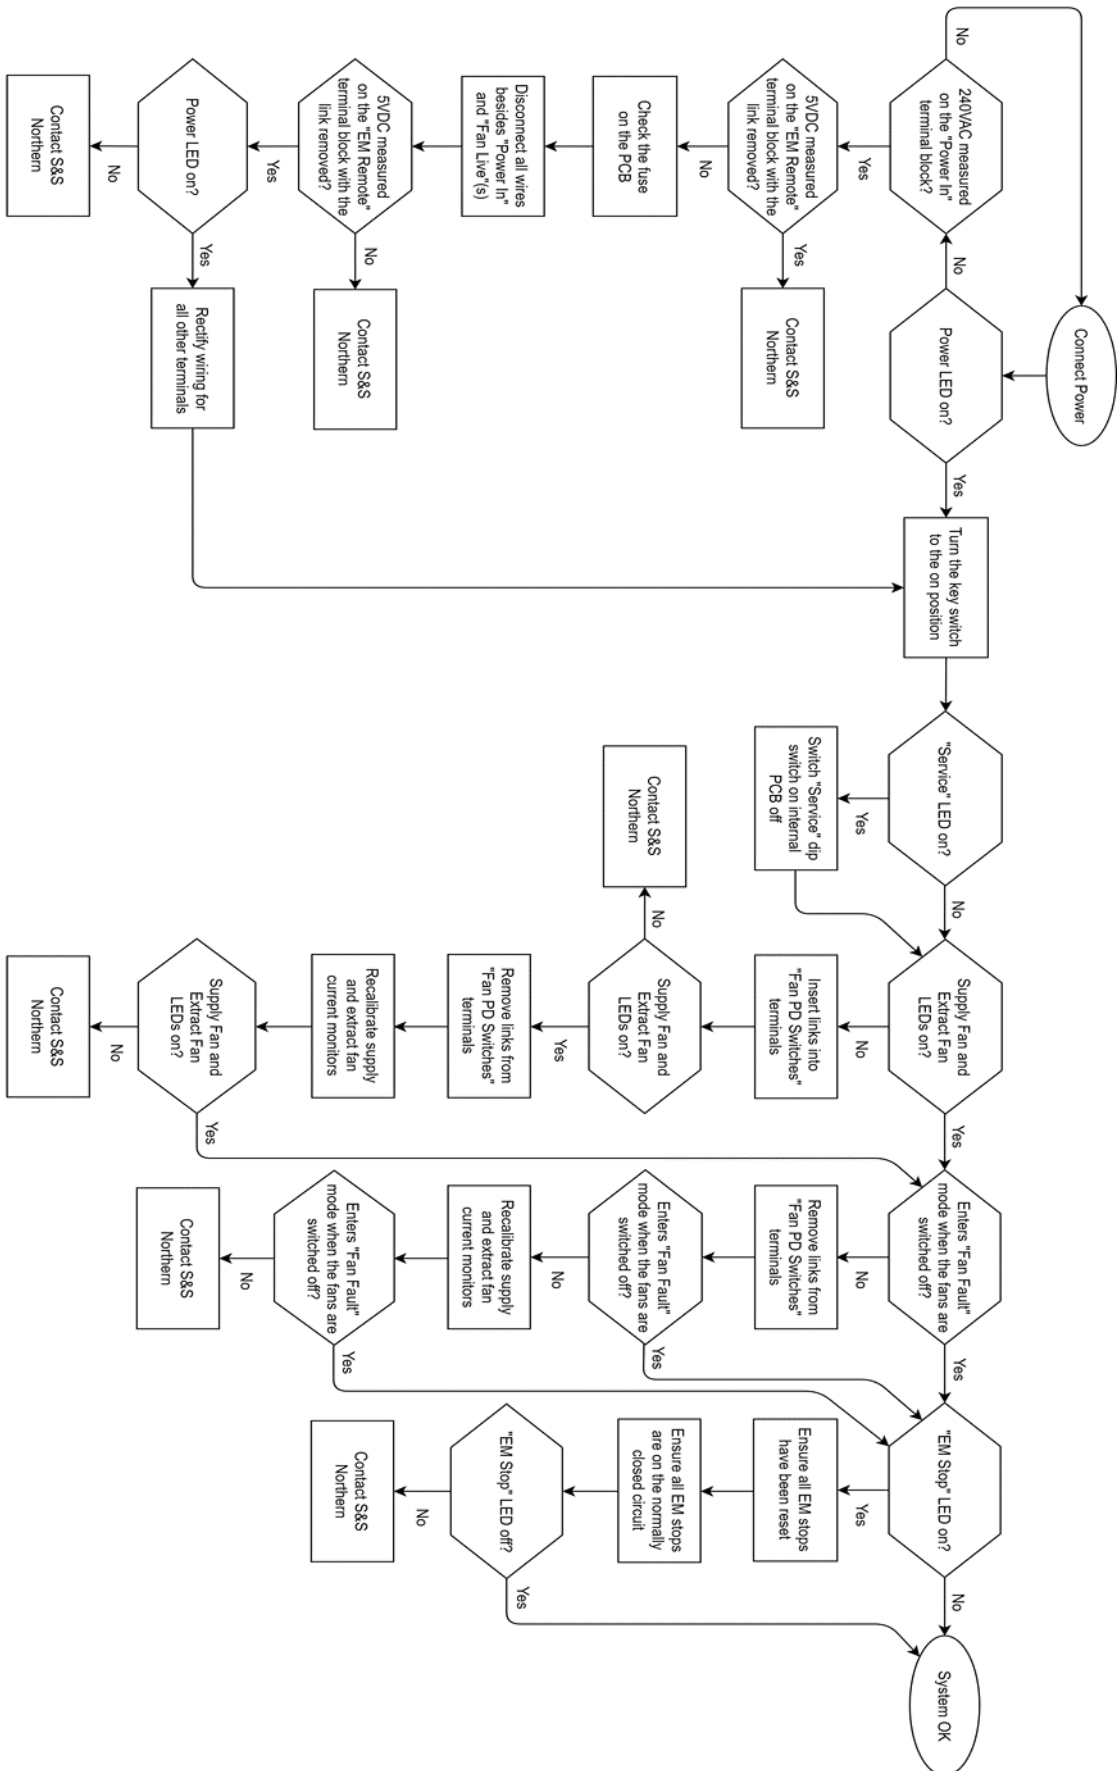 Connect Power
Power LED on?
No
Yes
240VAC measured
on the "Power In"
terminal block?
No
Yes
5VDC measured
on the "EM Remote"
terminal block with the
link removed?
Yes
Contact S&S
Northern
No
Check the fuse
on the PCB
Disconnect all wires
besides "Power In"
and "Fan Live"(s)
5VDC measured
on the "EM Remote"
terminal block with the
link removed?
No
Contact S&S
Northern
Yes
Power LED on?
No
Contact S&S
Northern
Yes
Rectify wiring for
all other terminals
Turn the key switch
to the on position
"Service" LED on?
Yes
Switch "Service" dip
switch on internal
PCB off
No
Supply Fan and
Extract Fan
LEDs on?
No
Insert links into
"Fan PD Switches"
terminals
Supply Fan and
Extract Fan
LEDs on?
No
Contact S&S
Northern
Yes
Remove links from
"Fan PD Switches"
terminals
Recalibrate supply
and extract fan
current monitors
Supply Fan and
Extract Fan
LEDs on?
No
Contact S&S
Northern
Yes
Yes
Enters "Fan Fault"
mode when the fans are
switched off?
No
Remove links from
"Fan PD Switches"
terminals
Enters "Fan Fault"
mode when the fans are
switched off?
Yes
No
Recalibrate supply
and extract fan
current monitors
Enters "Fan Fault"
mode when the fans are
switched off?
Yes
No
Contact S&S
Northern
Yes
"EM Stop" LED on?
Yes
Ensure all EM stops
have been reset
Ensure all EM stops
are on the normally
closed circuit
"EM Stop" LED off?
No
Contact S&S
Northern
Yes
No
System OK